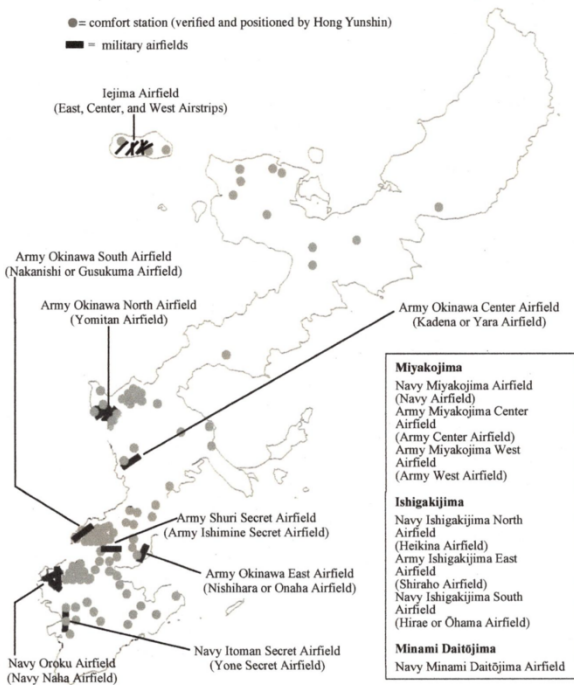 = comfort station (verified and positioned by Hong Yunshin)
= military airfields
Iejima Airfield
(East, Center, and West Airstrips)
Army Okinawa South Airfield
(Nakanishi or Gusukuma Airfield)
Army Okinawa North Airfield
(Yomitan Airfield)
Army Okinawa Center Airfield
(Kadena or Yara Airfield)
Army Shuri Secret Airfield
(Army Ishimine Secret Airfield)
Army Okinawa East Airfield
(Nishihara or Onaha Airfield)
Navy Oroku Airfield
(Navy Naha Airfield)
Navy Itoman Secret Airfield
(Yone Secret Airfield)
Miyakojima
Navy Miyakojima Airfield
(Navy Airfield)
Army Miyakojima Center
Airfield
(Army Center Airfield)
Army Miyakojima West
Airfield
(Army West Airfield)
Ishigakijima
Navy Ishigakijima North
Airfield
(Heikina Airfield)
Army Ishigakijima East
Airfield
(Shiraho Airfield)
Navy Ishigakijima South
Airfield
(Hirae or Ōhama Airfield)
Minami Daitōjima
Navy Minami Daitōjima Airfield